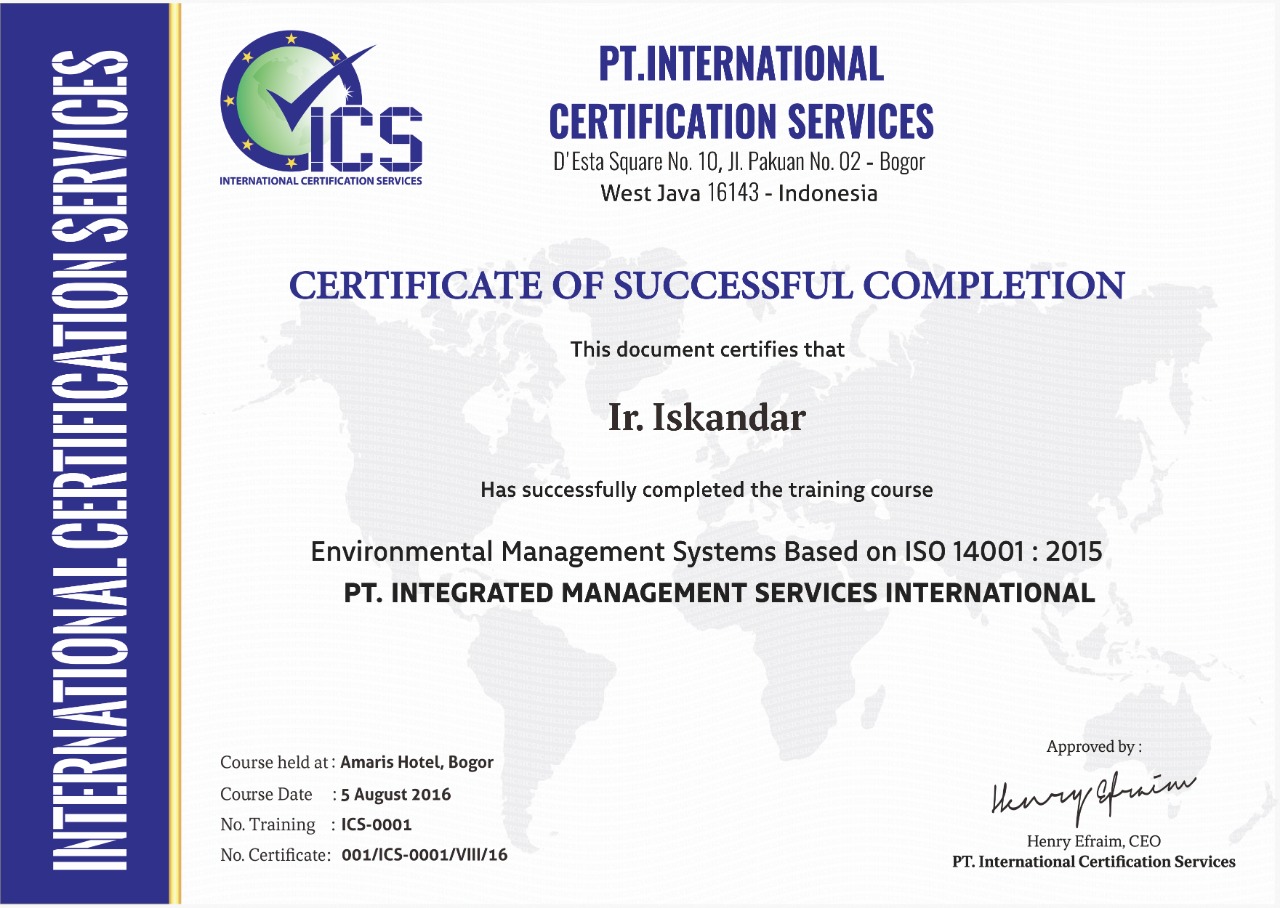 INTERNATIONAL CERTIFICATION SERVICES
ICS
INTERNATIONAL CERTIFICATION SERVICES
PT.INTERNATIONAL
CERTIFICATION SERVICES
D'Esta Square No. 10, Jl. Pakuan No. 02 - Bogor
West Java 16143 - Indonesia
CERTIFICATE OF SUCCESSFUL COMPLETION
This document certifies that
Ir. Iskandar
Has successfully completed the training course
Environmental Management Systems Based on ISO 14001 : 2015
PT. INTEGRATED MANAGEMENT SERVICES INTERNATIONAL
Course held at : Amaris Hotel, Bogor
Course Date : 5 August 2016
No. Training : ICS-0001
No. Certificate: 001/ICS-0001/VIII/16
Approved by :
Henry Efraim
Henry Efraim, CEO
PT. International Certification Services